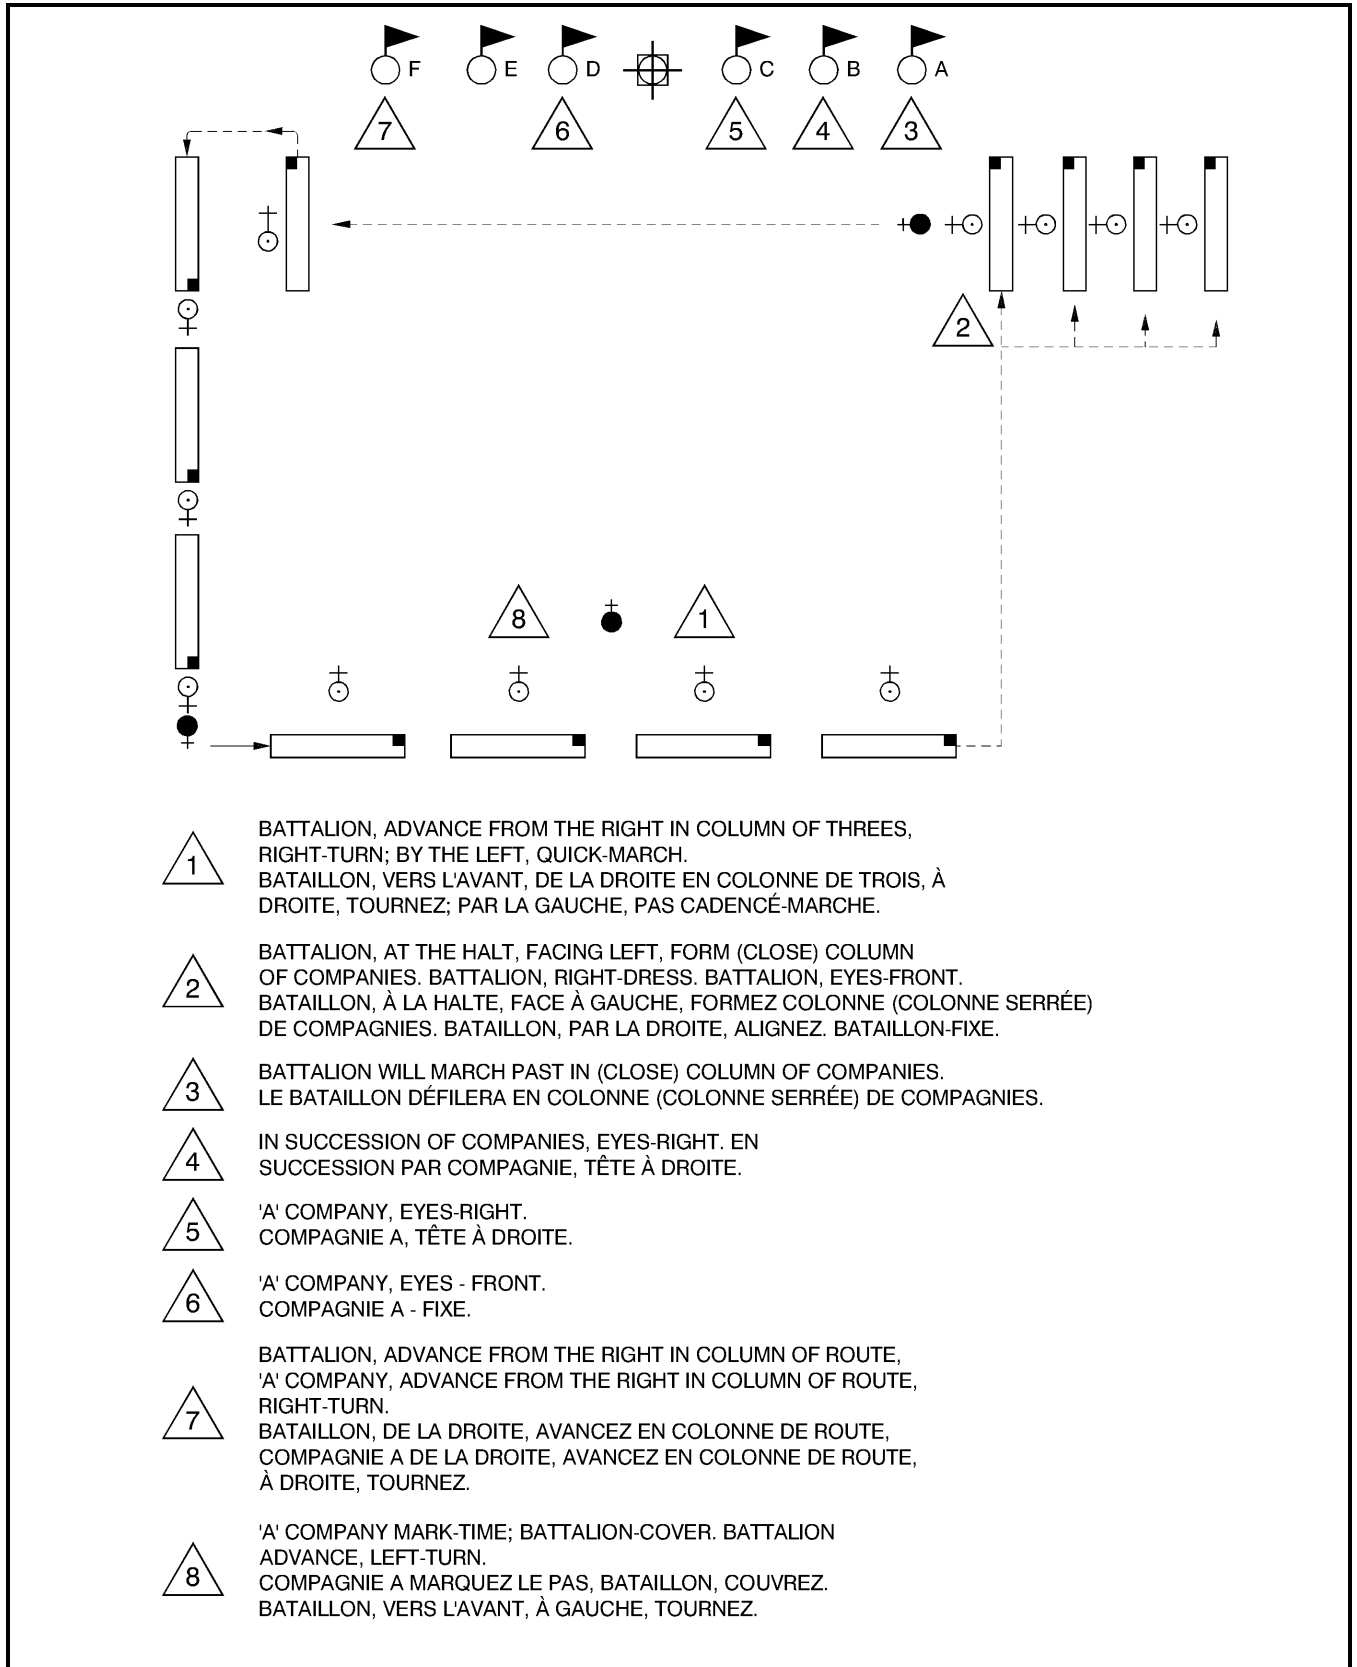 F E D C B A
7 6 5 4 3
2
8 1
1
BATTALION, ADVANCE FROM THE RIGHT IN COLUMN OF THREES,
RIGHT-TURN; BY THE LEFT, QUICK-MARCH.
BATAILLON, VERS L'AVANT, DE LA DROITE EN COLONNE DE TROIS, À
DROITE, TOURNEZ; PAR LA GAUCHE, PAS CADENCÉ-MARCHE.
2
BATTALION, AT THE HALT, FACING LEFT, FORM (CLOSE) COLUMN
OF COMPANIES. BATTALION, RIGHT-DRESS. BATTALION, EYES-FRONT.
BATAILLON, À LA HALTE, FACE À GAUCHE, FORMEZ COLONNE (COLONNE SERRÉE)
DE COMPAGNIES. BATAILLON, PAR LA DROITE, ALIGNEZ. BATAILLON-FIXE.
3
BATTALION WILL MARCH PAST IN (CLOSE) COLUMN OF COMPANIES.
LE BATAILLON DÉFILERA EN COLONNE (COLONNE SERRÉE) DE COMPAGNIES.
4
IN SUCCESSION OF COMPANIES, EYES-RIGHT. EN
SUCCESSION PAR COMPAGNIE, TÊTE À DROITE.
5
'A' COMPANY, EYES-RIGHT.
COMPAGNIE A, TÊTE À DROITE.
6
'A' COMPANY, EYES - FRONT.
COMPAGNIE A - FIXE.
7
BATTALION, ADVANCE FROM THE RIGHT IN COLUMN OF ROUTE,
'A' COMPANY, ADVANCE FROM THE RIGHT IN COLUMN OF ROUTE,
RIGHT-TURN.
BATAILLON, DE LA DROITE, AVANCEZ EN COLONNE DE ROUTE,
COMPAGNIE A DE LA DROITE, AVANCEZ EN COLONNE DE ROUTE,
À DROITE, TOURNEZ.
8
'A' COMPANY MARK-TIME; BATTALION-COVER. BATTALION
ADVANCE, LEFT-TURN.
COMPAGNIE A MARQUEZ LE PAS, BATAILLON, COUVREZ.
BATAILLON, VERS L'AVANT, À GAUCHE, TOURNEZ.